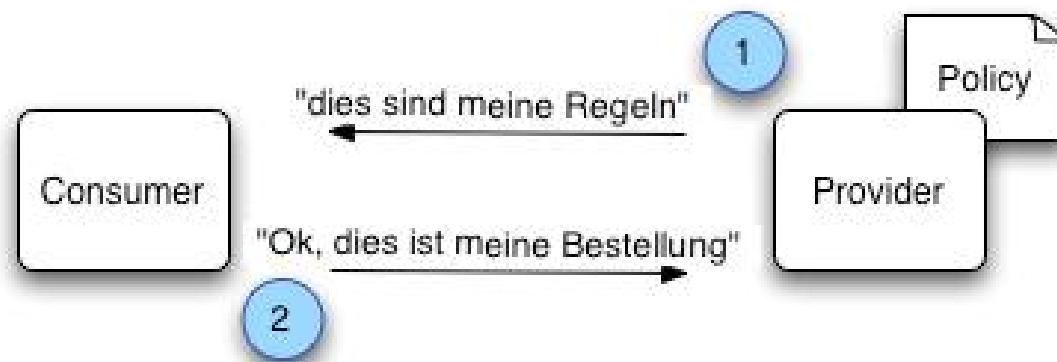 1
Policy
"dies sind meine Regeln"
Consumer
Provider
"Ok, dies ist meine Bestellung"
2